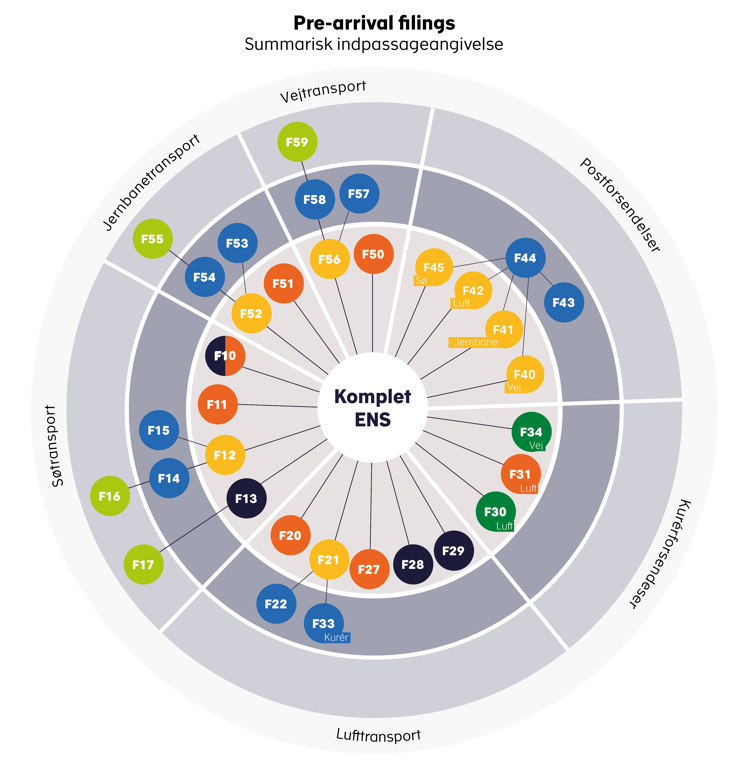 Pre-arrival filings
Summarisk indpassageangivelse
Vejtransport
F59
F58
F57
F56
F50
Postforsendelser
F45
Sø
F44
F42
Luft
F43
F41
Jernbane
F40
Vej
Kurérforsendeser
F34
Vej
F31
Luft
F30
Luft
Lufttransport
F29
F28
F27
F21
F20
F22
F33
Kurér
Søtransport
F10
F11
F15
F12
F14
F16
F13
F17
Jernbanetransport
F55
F53
F54
F51
F52
Komplet
ENS